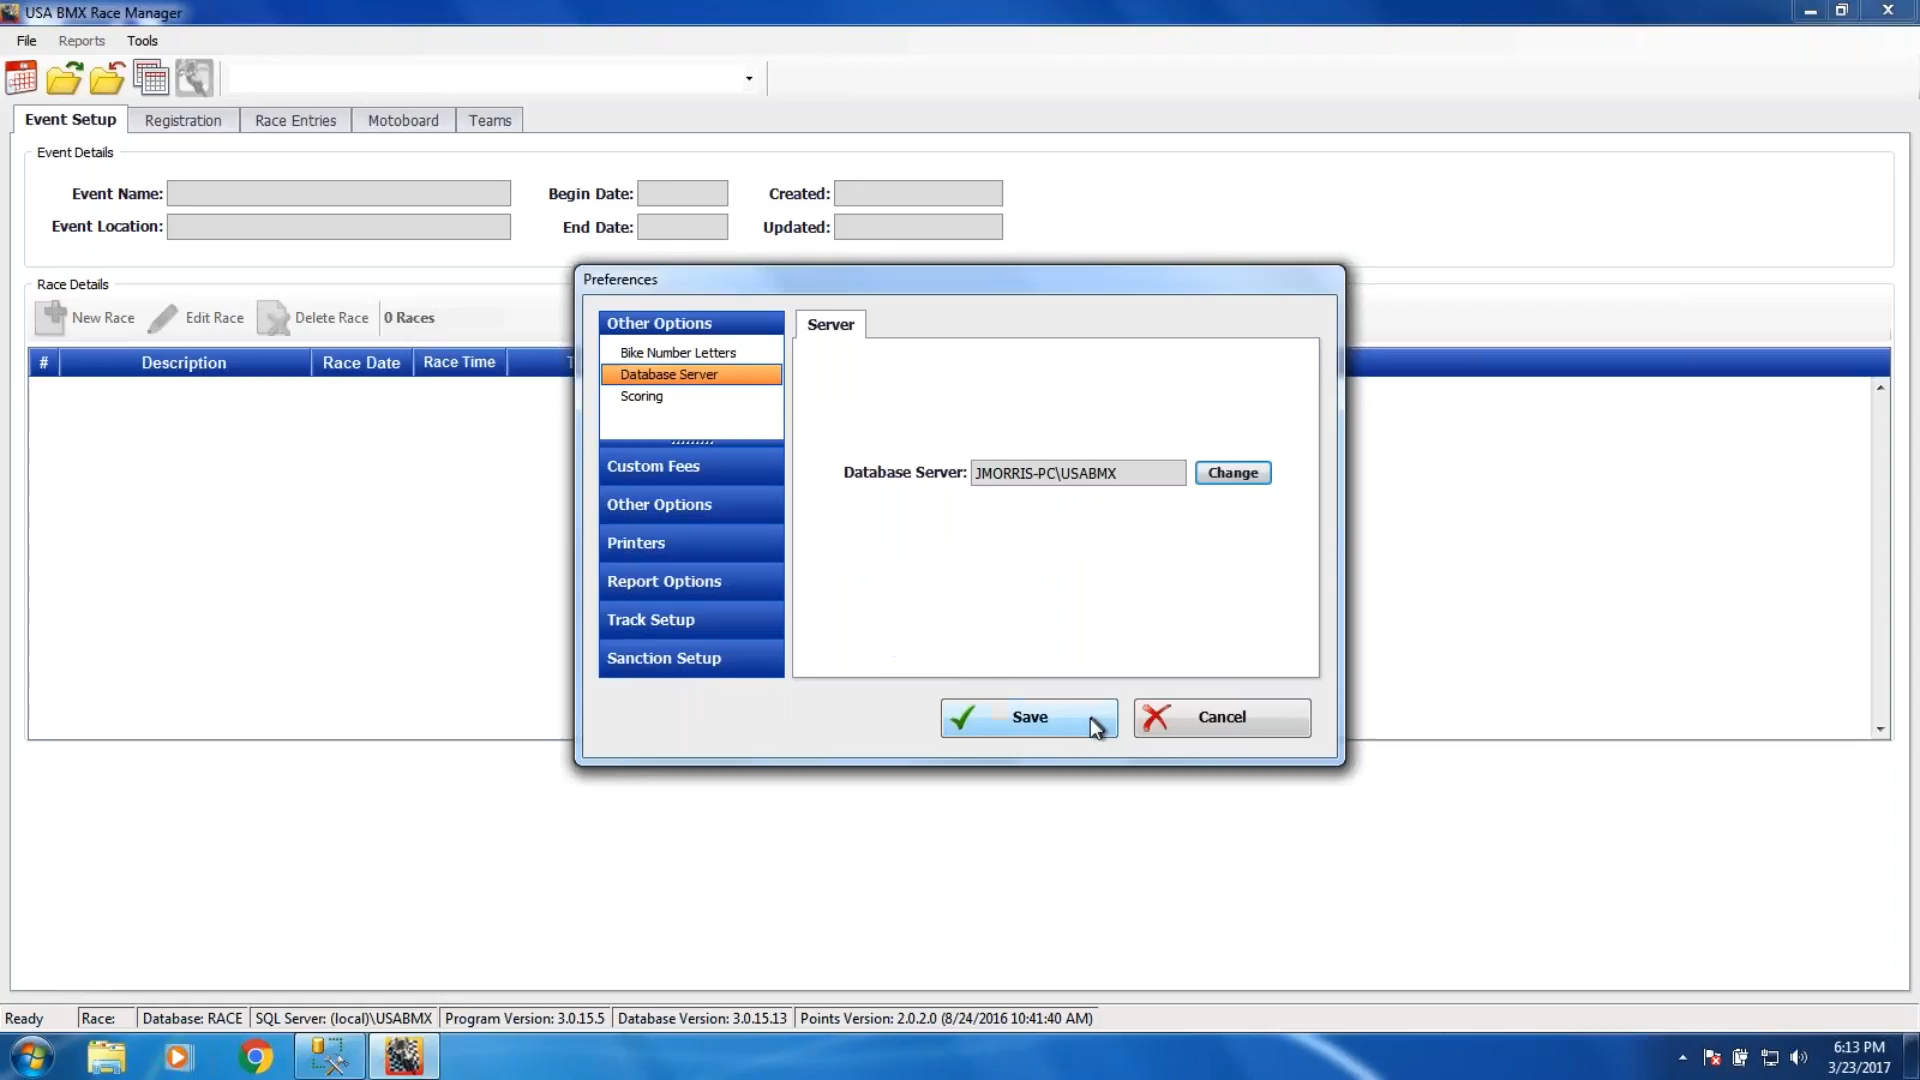 USA BMX Race Manager
File Reports Tools
Event Setup Registration Race Entries Motoboard Teams
Event Details
Event Name: Begin Date: Created:
Event Location: End Date: Updated:
Race Details
New Race Edit Race Delete Race 0 Races
# Description Race Date Race Time
Preferences
Other Options
Bike Number Letters
Database Server
Scoring
Custom Fees
Other Options
Printers
Report Options
Track Setup
Sanction Setup
Server
Database Server: JMORRIS-PC\USABMX Change
Save Cancel
Ready Race: Database: RACE SQL Server: (local)\USABMX Program Version: 3.0.15.5 Database Version: 3.0.15.13 Points Version: 2.0.2.0 (8/24/2016 10:41:40 AM)
6:13 PM
3/23/2017